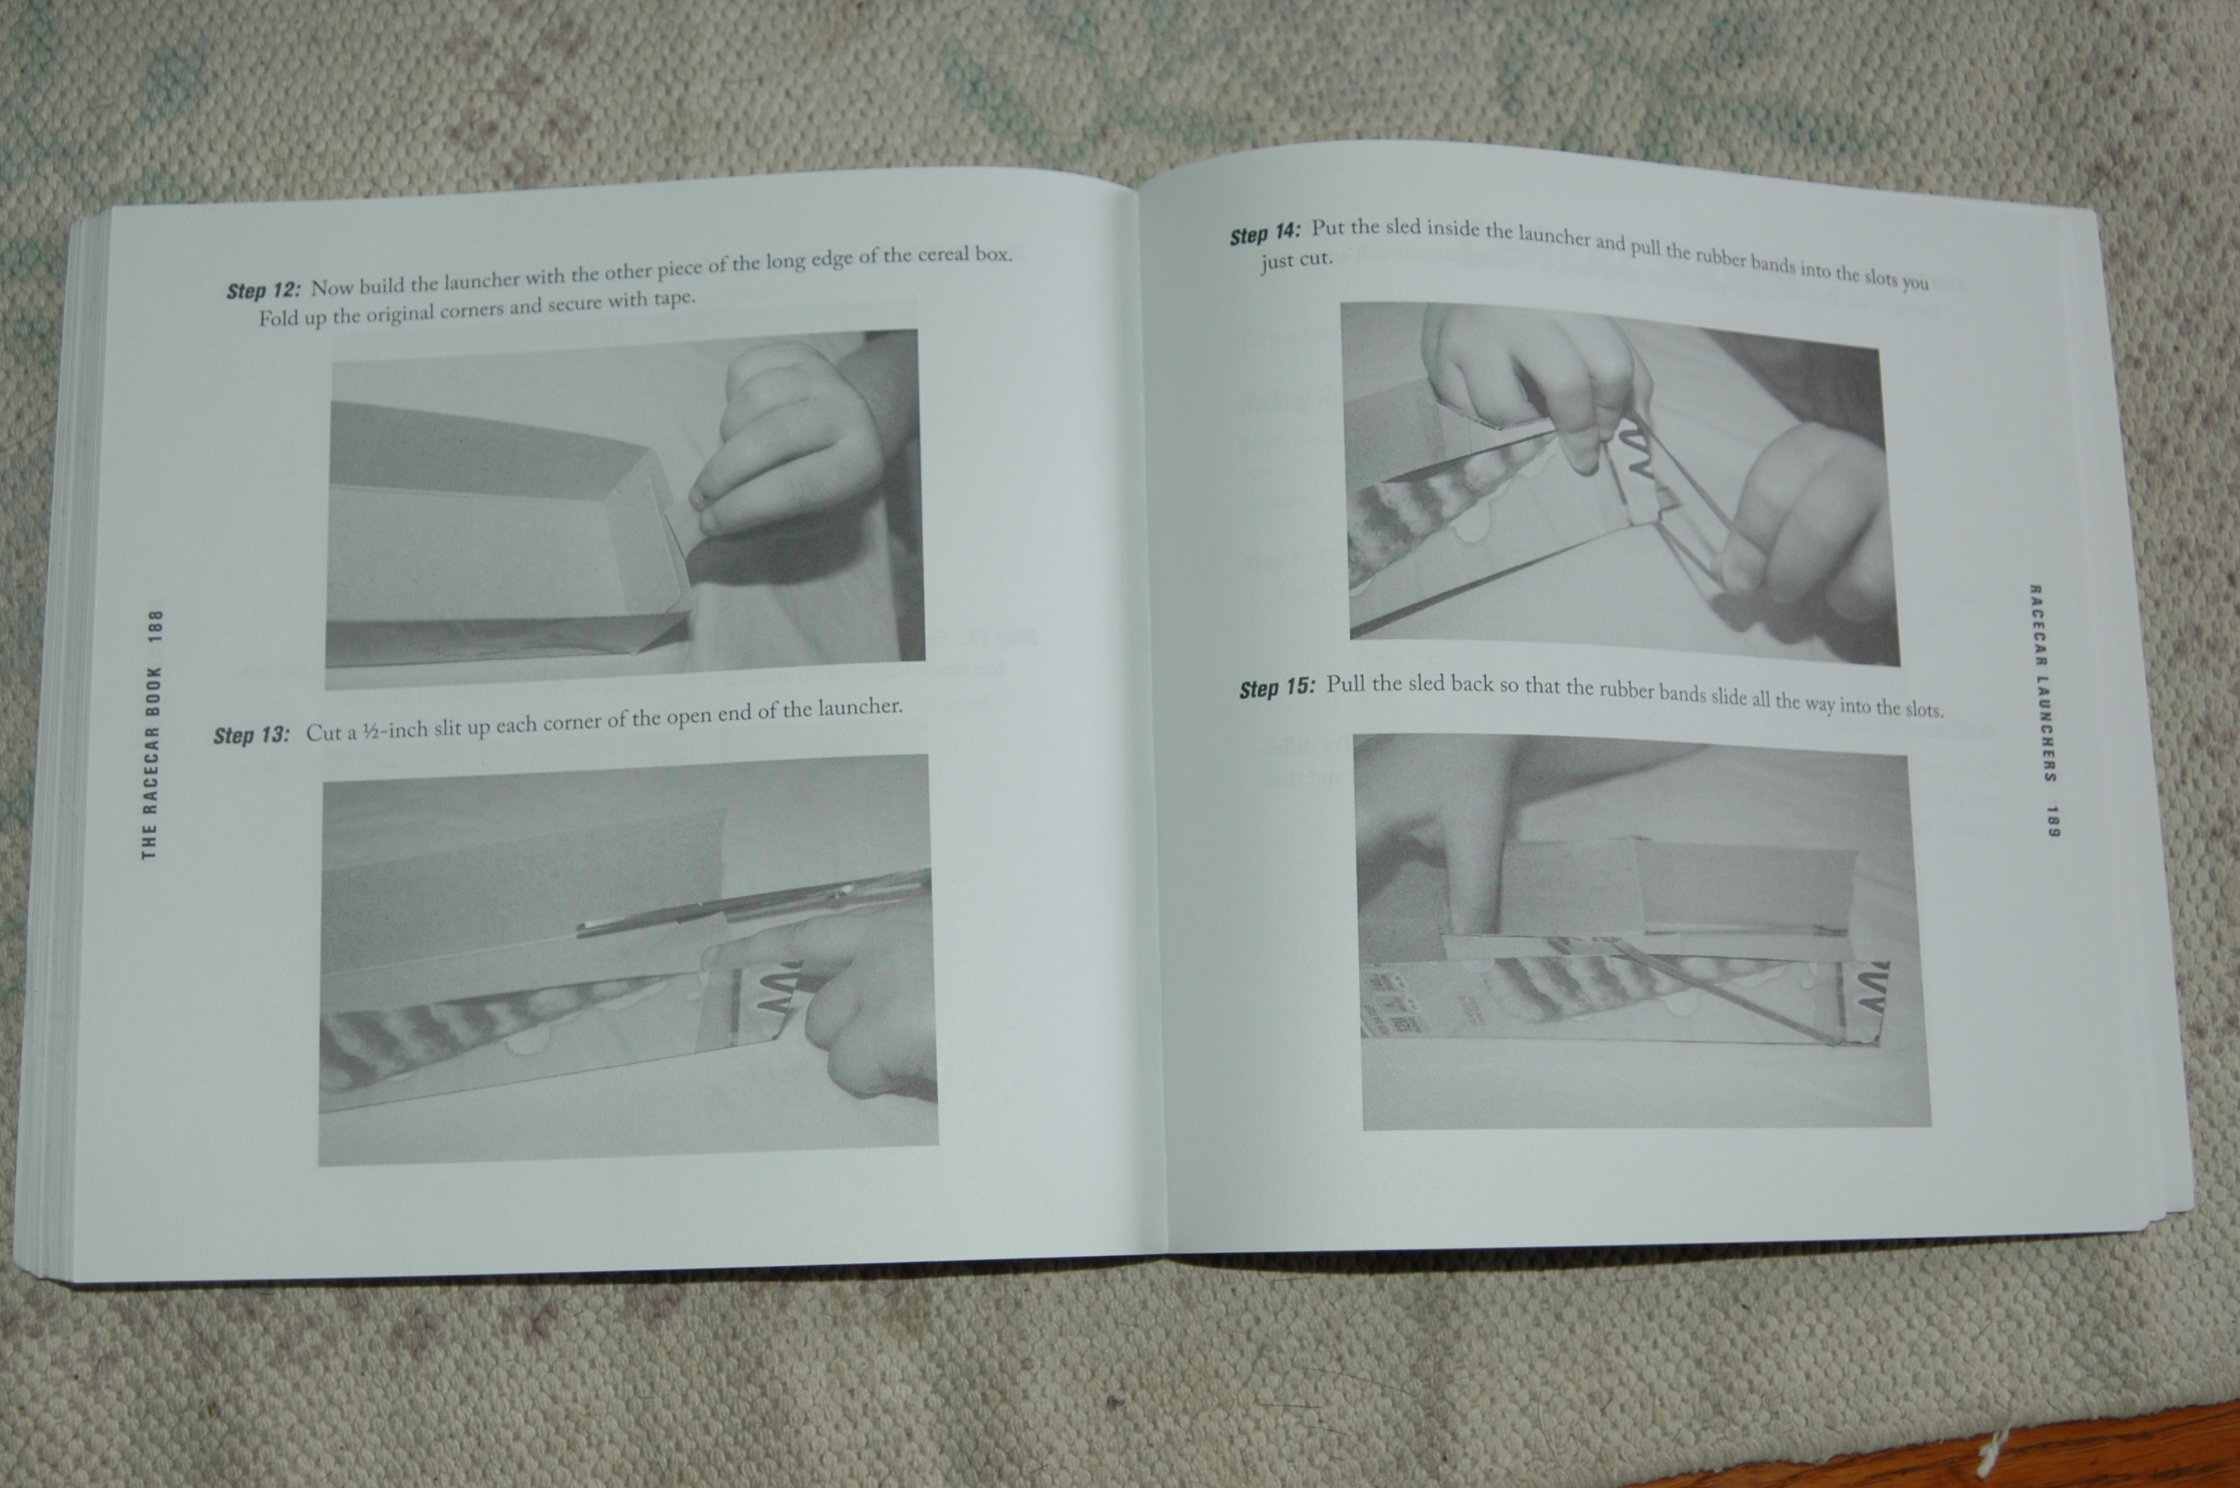 Step 12: Now build the launcher with the other piece of the long edge of the cereal box.
Fold up the original corners and secure with tape.
Step 13: Cut a ½-inch slit up each corner of the open end of the launcher.
THE RACECAR BOOK 188
Step 14: Put the sled inside the launcher and pull the rubber bands into the slots you
just cut.
Step 15: Pull the sled back so that the rubber bands slide all the way into the slots.
RACECAR LAUNCHERS 189